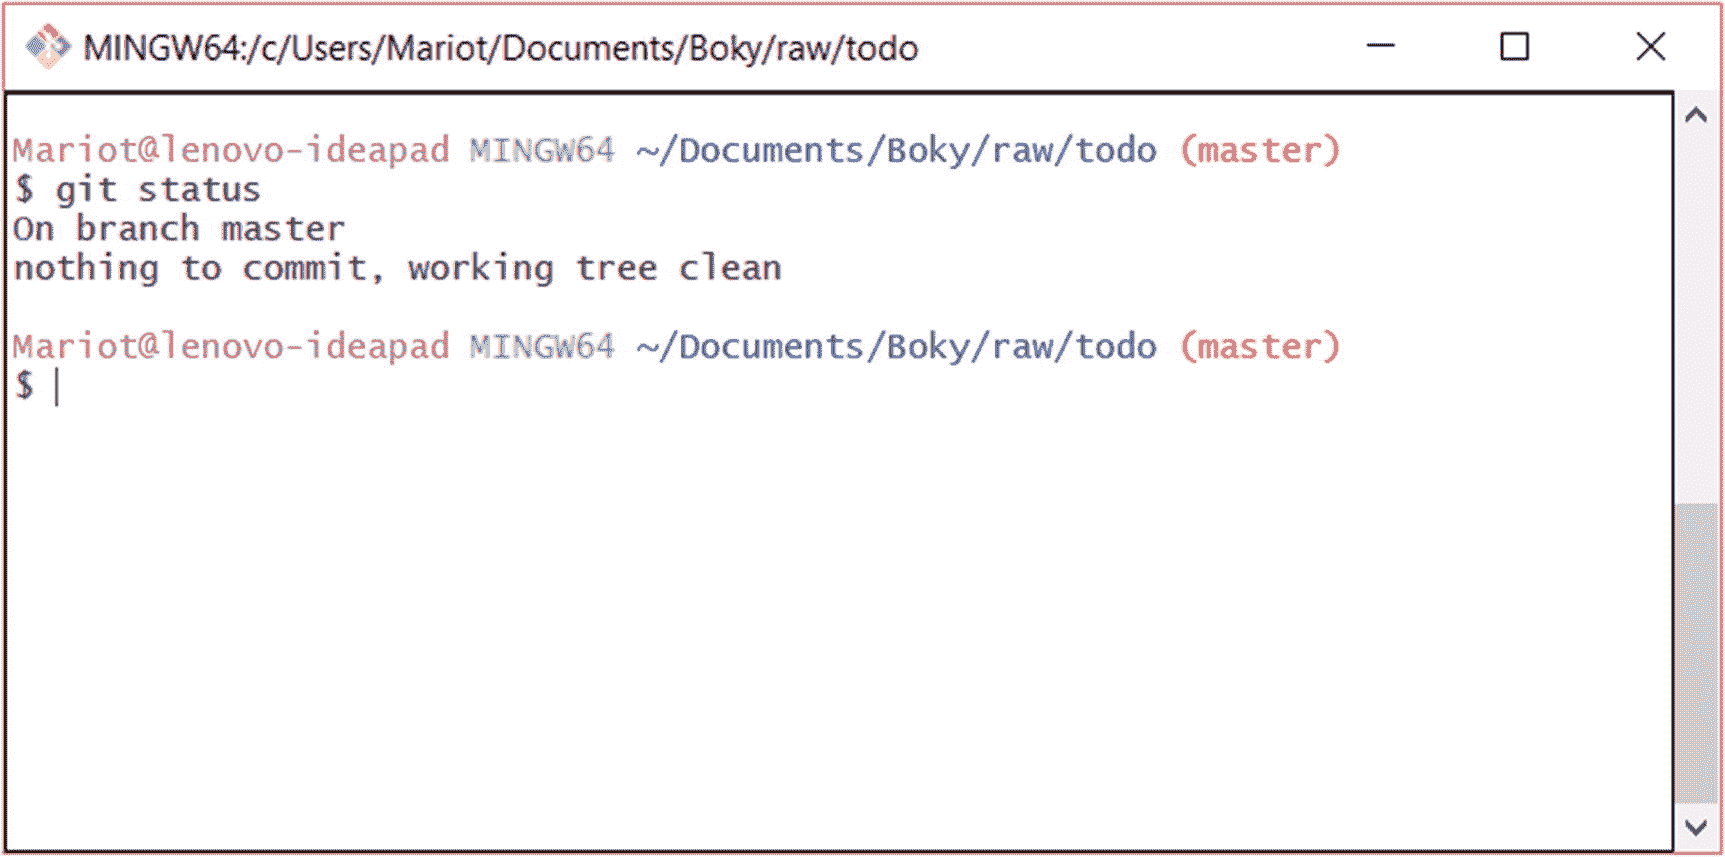 MINGW64:/c/Users/Mariot/Documents/Boky/raw/todo
Mariot@lenovo-ideapad MINGW64 ~/Documents/Boky/raw/todo (master)
$ git status
On branch master
nothing to commit, working tree clean
Mariot@lenovo-ideapad MINGW64 ~/Documents/Boky/raw/todo (master)
$